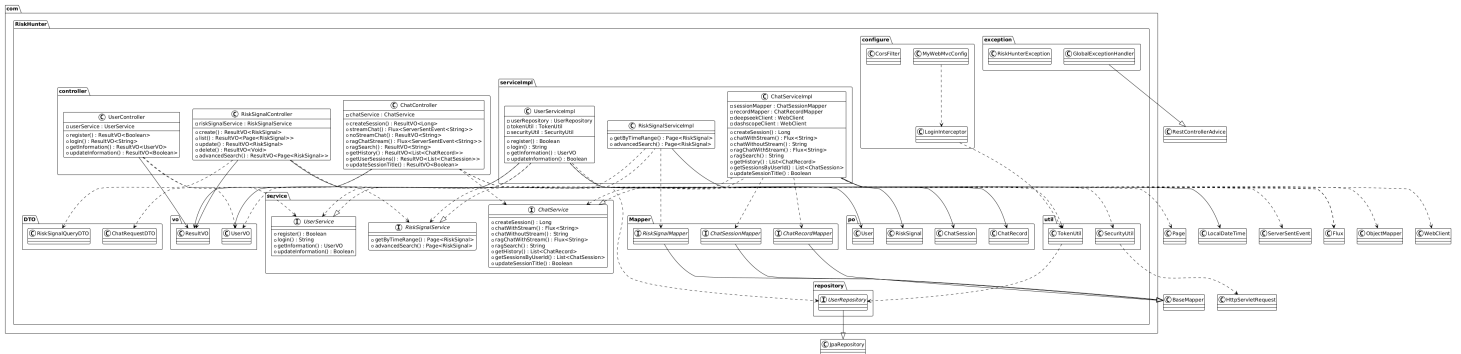 com
RiskHunter
configure
exception
CorsFilter
MyWebMvcConfig
RiskHunterException
GlobalExceptionHandler
LoginInterceptor
RestControllerAdvice
controller
UserController
userService : UserService
register() : ResultVO<Boolean>
login() : ResultVO<String>
getInformation() : ResultVO<UserVO>
updateInformation() : ResultVO<Boolean>
RiskSignalController
riskSignalService : RiskSignalService
create() : ResultVO<RiskSignal>
list() : ResultVO<Page<RiskSignal>
update() : ResultVO<RiskSignal>
delete() : ResultVO<Void>
advancedSearch() : ResultVO<Page<RiskSignal>>
ChatController
chatService : ChatService
createSession() : ResultVO<Long>
streamChat() : Flux<ServerSentEvent<String>>
noStreamChat() : ResultVO<String>
ragChatStream() : Flux<ServerSentEvent<String>>
ragSearch() : ResultVO<String>
getHistory() : ResultVO<List<ChatRecord>>
getUserSessions() : ResultVO<List<ChatSession>>
updateSessionTitle() : ResultVO<Boolean>
serviceImpl
UserServiceImpl
userRepository : UserRepository
tokenUtil : TokenUtil
securityUtil : SecurityUtil
register() : Boolean
login() : String
getInformation() : UserVO
updateInformation() : Boolean
RiskSignalServiceImpl
getByTimeRange() : Page<RiskSignal>
advancedSearch() : Page<RiskSignal>
ChatServiceImpl
sessionMapper : ChatSessionMapper
recordMapper : ChatRecordMapper
deepseekClient : WebClient
dashscopeClient : WebClient
createSession() : Long
chatWithStream() : Flux<String>
chatWithoutStream() : String
ragChatWithStream() : Flux<String>
ragSearch() : String
getHistory() : List<ChatRecord>
getSessionsByUserId() : List<ChatSession>
updateSessionTitle() : Boolean
DTO
RiskSignalQueryDTO
ChatRequestDTO
vo
ResultVO
UserVO
service
UserService
register() : Boolean
login() : String
getInformation() : UserVO
updateInformation() : Boolean
RiskSignalService
getByTimeRange() : Page<RiskSignal>
advancedSearch() : Page<RiskSignal>
ChatService
createSession() : Long
chatWithStream() : Flux<String>
chatWithoutStream() : String
ragChatWithStream() : Flux<String>
ragSearch() : String
getHistory() : List<ChatRecord>
getSessionsByUserId() : List<ChatSession>
updateSessionTitle() : Boolean
Mapper
RiskSignalMapper
ChatSessionMapper
ChatRecordMapper
po
User
RiskSignal
ChatSession
ChatRecord
util
TokenUtil
SecurityUtil
Page
LocalDateTime
ServerSentEvent
Flux
ObjectMapper
WebClient
repository
UserRepository
BaseMapper
HttpServletRequest
JpaRepository